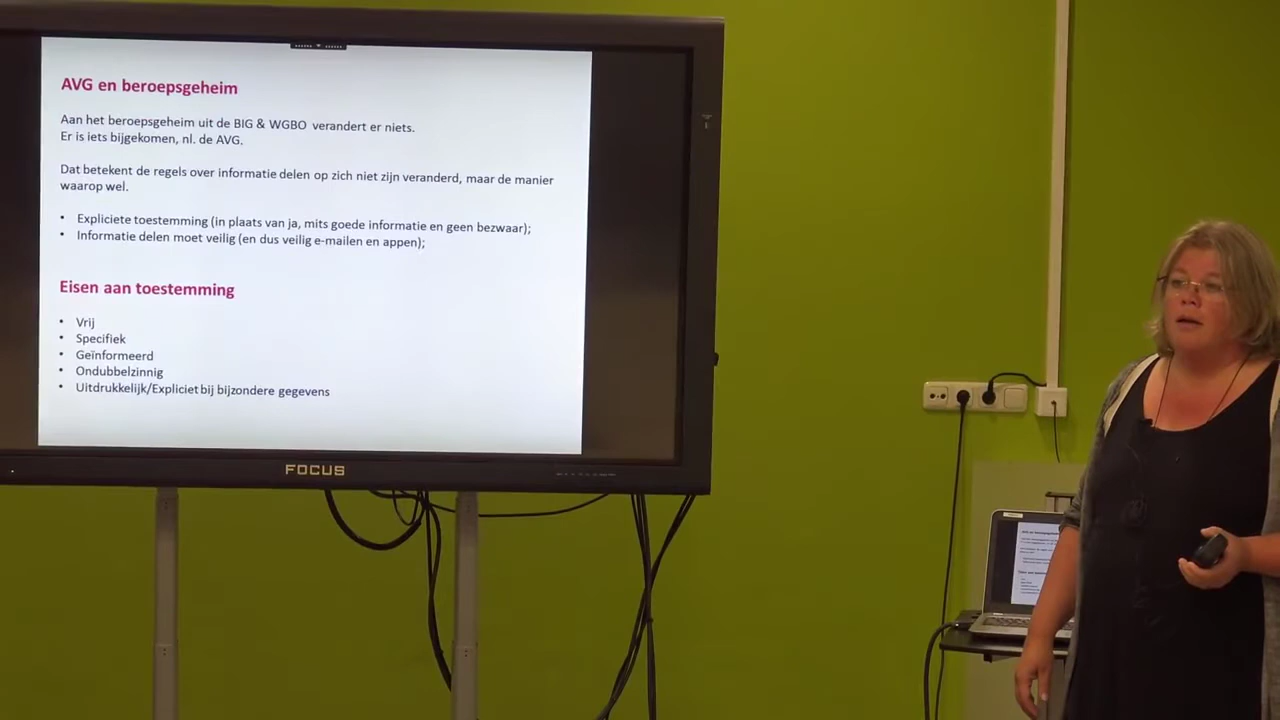 AVG en beroepsgeheim
Aan het beroepsgeheim uit de BIG & WGBO verandert er niets.
Er is iets bijgekomen, nl. de AVG.
Dat betekent de regels over informatie delen op zich niet zijn veranderd, maar de manier
waarop wel.
• Expliciete toestemming (in plaats van ja, mits goede informatie en geen bezwaar);
• Informatie delen moet veilig (en dus veilig e-mailen en appen);
Eisen aan toestemming
• Vrij
• Specifiek
• Geïnformeerd
• Ondubbelzinnig
• Uitdrukkelijk/Expliciet bij bijzondere gegevens
FOCUS